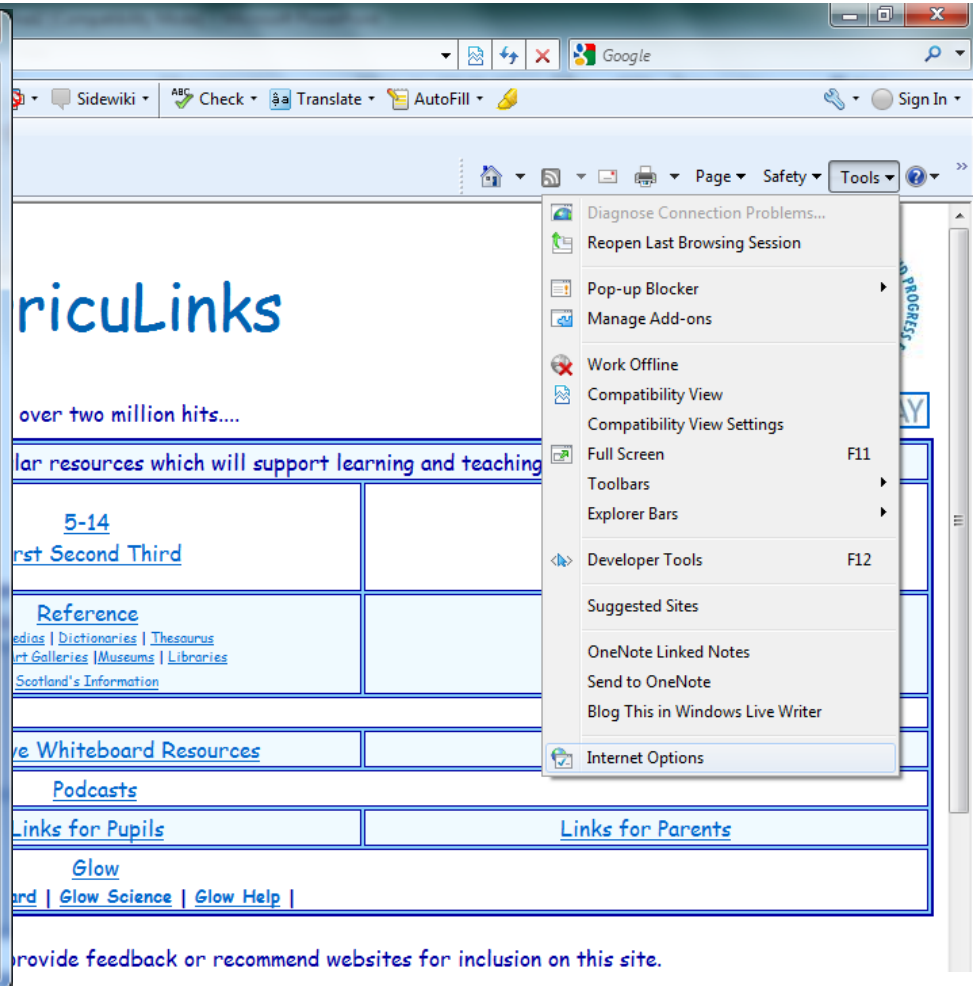 Google
Sidewiki Check Translate AutoFill Sign In
Page Safety Tools
Diagnose Connection Problems...
Reopen Last Browsing Session
Pop-up Blocker
Manage Add-ons
Work Offline
Compatibility View
Compatibility View Settings
Full Screen F11
Toolbars
Explorer Bars
Developer Tools F12
Suggested Sites
OneNote Linked Notes
Send to OneNote
Blog This in Windows Live Writer
Internet Options
ricuLinks
PROGRESS
over two million hits....
AY
lar resources which will support learning and teaching
5-14
rst Second Third
Reference
edias | Dictionaries | Thesaurus
Art Galleries |Museums | Libraries
Scotland's Information
ve Whiteboard Resources
Podcasts
Links for Pupils Links for Parents
Glow
ard | Glow Science | Glow Help |
provide feedback or recommend websites for inclusion on this site.